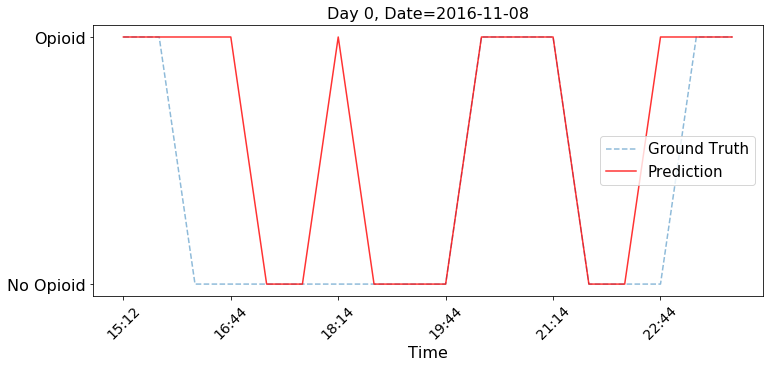 Day 0, Date=2016-11-08
Opioid
No Opioid
Ground Truth
Prediction
15:12
16:44
18:14
19:44
21:14
22:44
Time